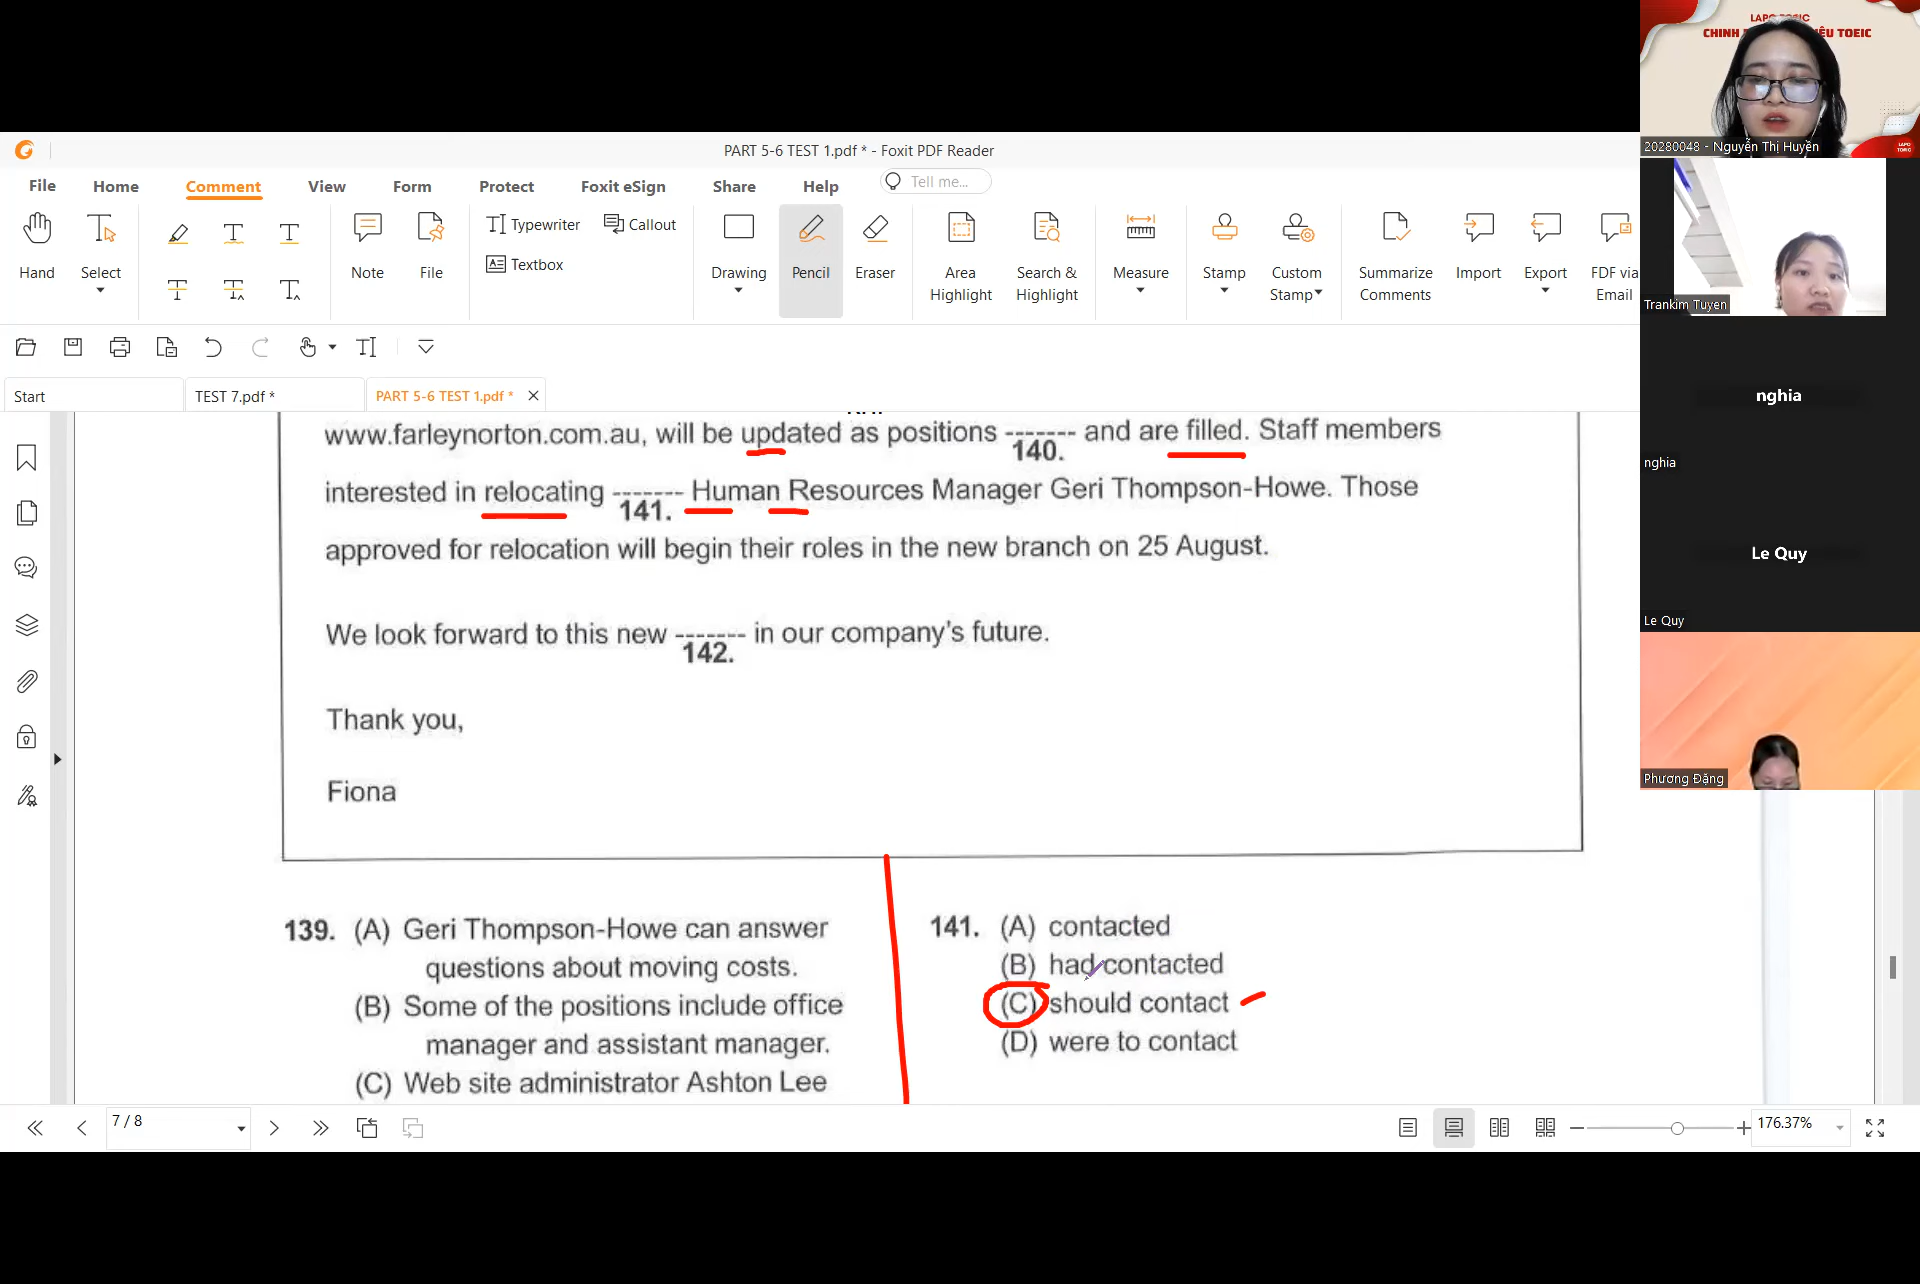 LAPO TOEIC
20280048 - Nguyễn Thị Huyền
PART 5-6 TEST 1.pdf * - Foxit PDF Reader
File
Home
Comment
View
Form
Protect
Foxit eSign
Share
Help
Tell me...
Hand
Select
Note
File
Typewriter
Callout
Textbox
Drawing
Pencil
Eraser
Area
Highlight
Search &
Highlight
Measure
Stamp
Custom
Stamp
Summarize
Comments
Import
Export
FDF via
Email
Trankim Tuyen
Start
TEST 7.pdf *
PART 5-6 TEST 1.pdf *
nghia
nghia
Le Quy
Le Quy
Phương Đặng
www.farleynorton.com.au, will be updated as positions ------- and are filled. Staff members
140.
interested in relocating ------- Human Resources Manager Geri Thompson-Howe. Those
141.
approved for relocation will begin their roles in the new branch on 25 August.
We look forward to this new ------- in our company's future.
142.
Thank you,
Fiona
139. (A) Geri Thompson-Howe can answer
questions about moving costs.
(B) Some of the positions include office
manager and assistant manager.
(C) Web site administrator Ashton Lee
141. (A) contacted
(B) had contacted
(C) should contact
(D) were to contact
7 / 8
176.37%